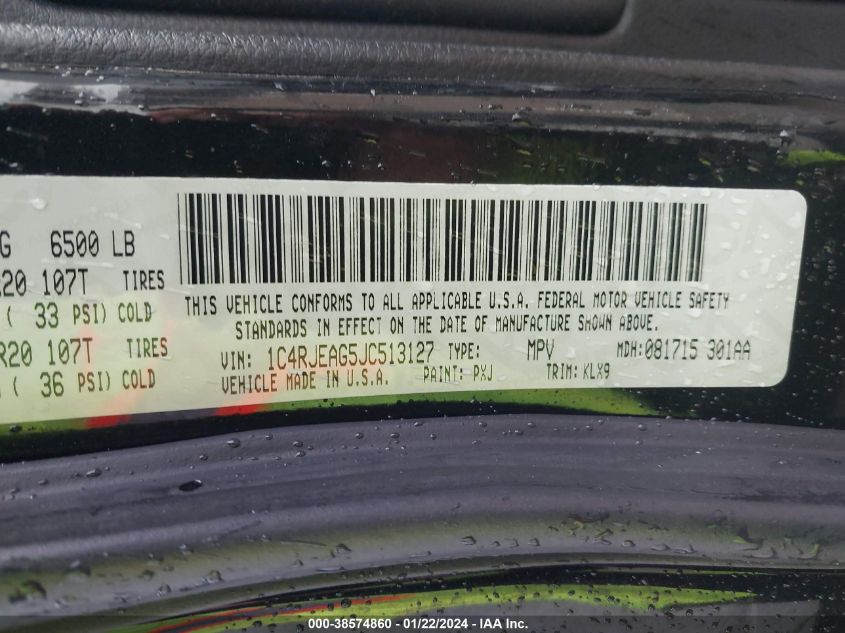 G 6500 LB
R20 107T TIRES
( 33 PSI) COLD
R20 107T TIRES
( 36 PSI) COLD
THIS VEHICLE CONFORMS TO ALL APPLICABLE U.S.A. FEDERAL MOTOR VEHICLE SAFETY
STANDARDS IN EFFECT ON THE DATE OF MANUFACTURE SHOWN ABOVE.
VIN: 1C4RJEAG5JC513127 TYPE: MPV MDH:081715 301AA
VEHICLE MADE IN U.S.A. PAINT: PXJ TRIM: KLX9
000-38574860 - 01/22/2024 - IAA Inc.